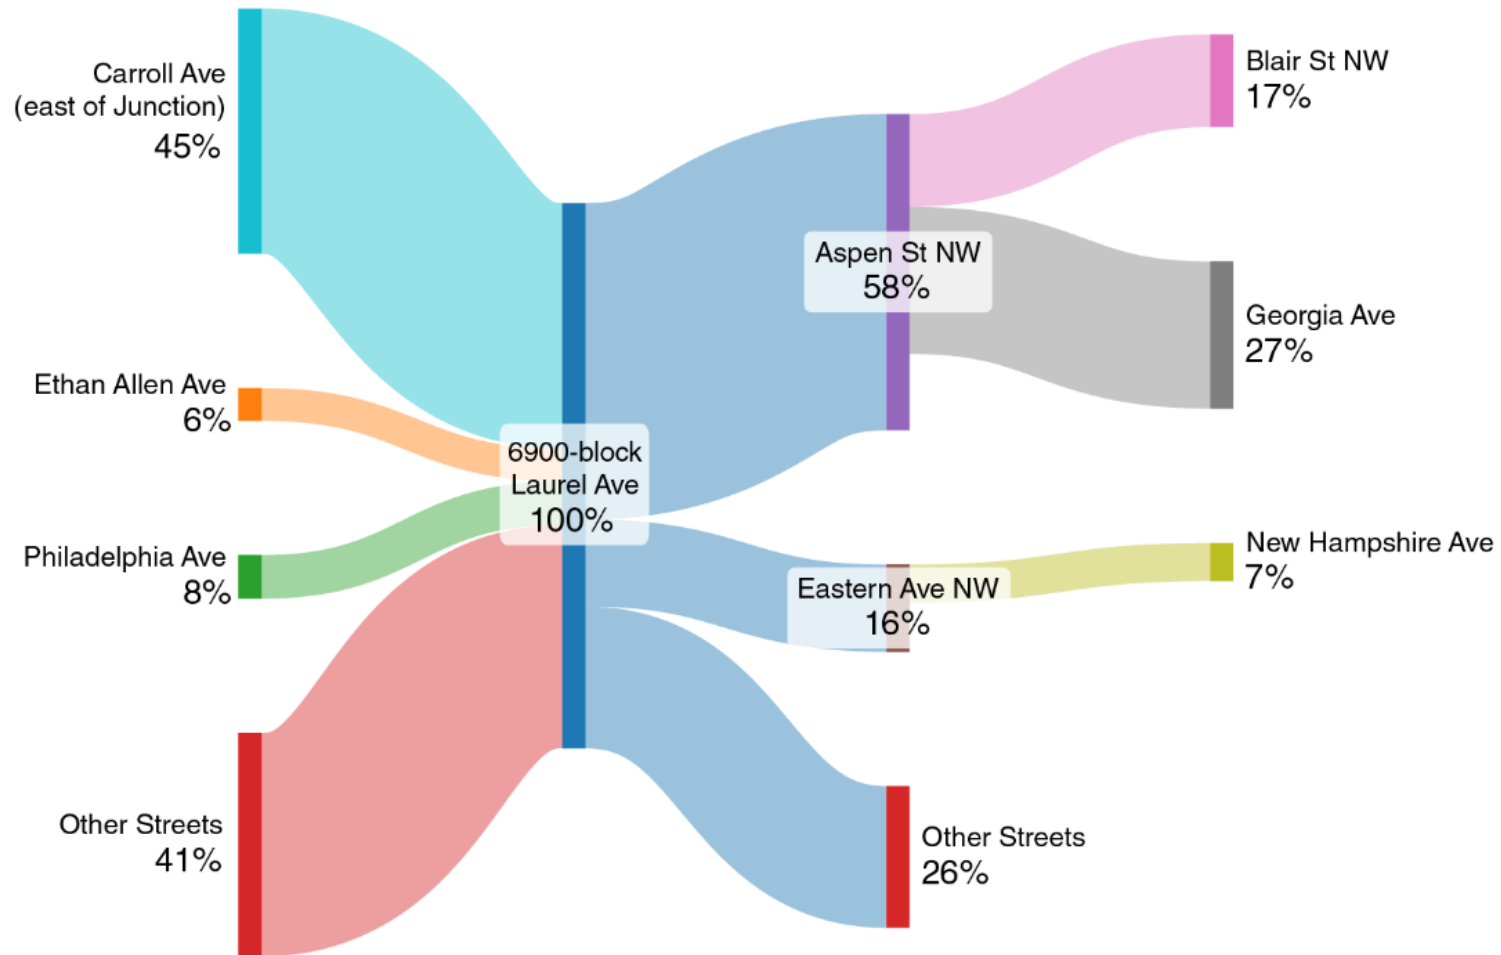 Carroll Ave
(east of Junction)
45%
Ethan Allen Ave
6%
Philadelphia Ave
8%
Other Streets
41%
6900-block
Laurel Ave
100%
Aspen St NW
58%
Eastern Ave NW
16%
Other Streets
26%
Blair St NW
17%
Georgia Ave
27%
New Hampshire Ave
7%